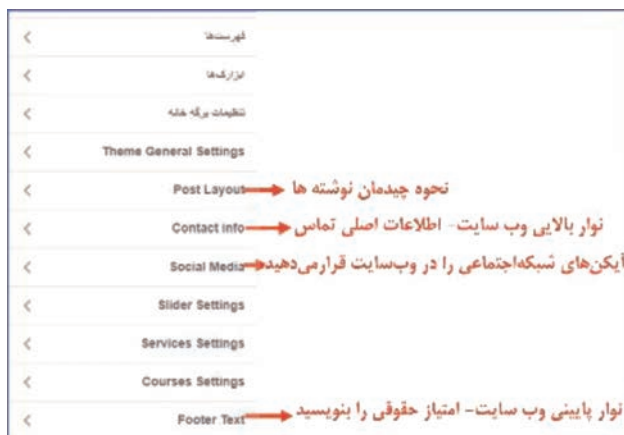 فهرست‌ها
ابزارک‌ها
تنظیمات برگه خانه
Theme General Settings
Post Layout نحوه چیدمان نوشته ها
Contact info نوار بالایی وب سایت- اطلاعات اصلی تماس
Social Media آیکن‌های شبکه‌اجتماعی را در وب‌سایت قرارمی‌دهید
Slider Settings
Services Settings
Courses Settings
Footer Text نوار پایینی وب سایت- امتیاز حقوقی را بنویسید